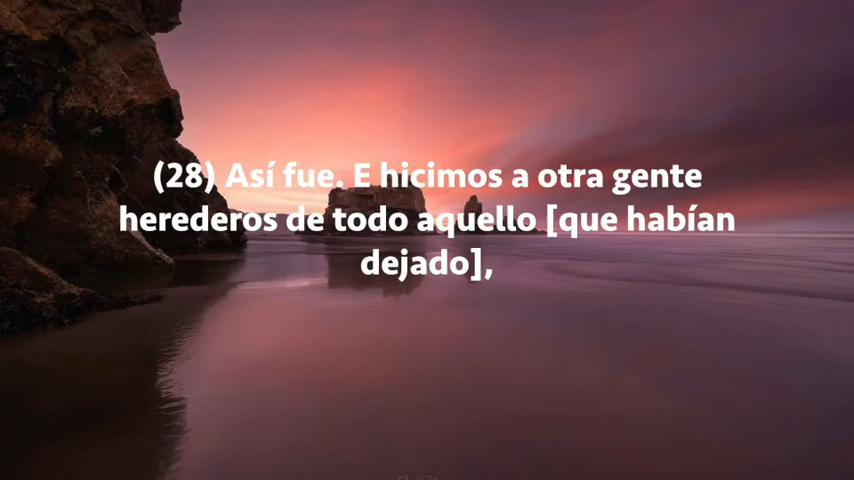 (28) Así fue. E hicimos a otra gente
herederos de todo aquello [que habían
dejado],